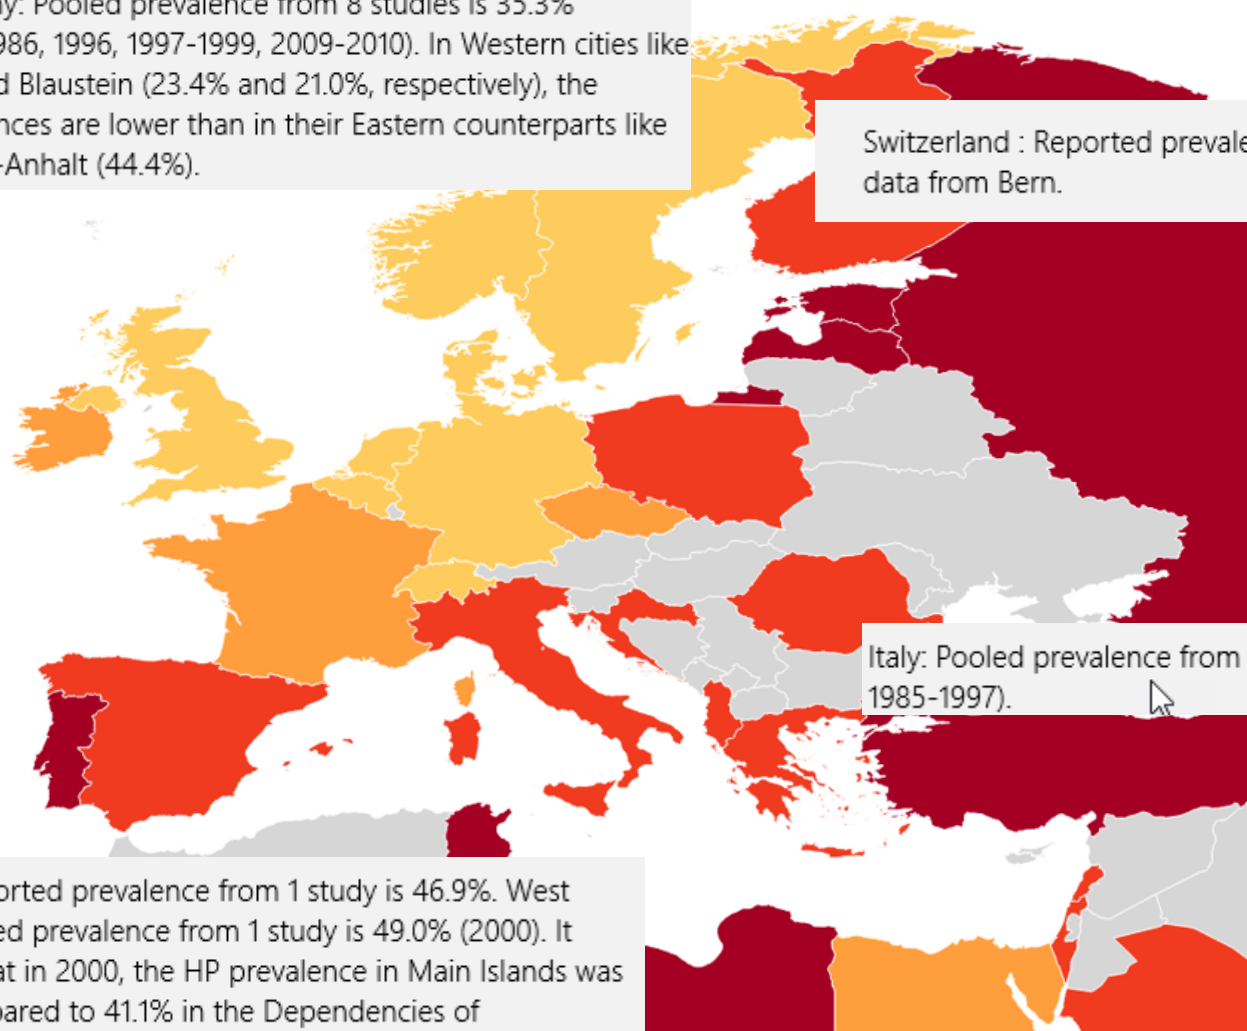 y: Pooled prevalence from 8 studies is 35.3%
986, 1996, 1997-1999, 2009-2010). In Western cities like
d Blaustein (23.4% and 21.0%, respectively), the
nces are lower than in their Eastern counterparts like
-Anhalt (44.4%).
Switzerland : Reported prevale
data from Bern.
Italy: Pooled prevalence from
1985-1997).
orted prevalence from 1 study is 46.9%. West
ed prevalence from 1 study is 49.0% (2000). It
at in 2000, the HP prevalence in Main Islands was
pared to 41.1% in the Dependencies of